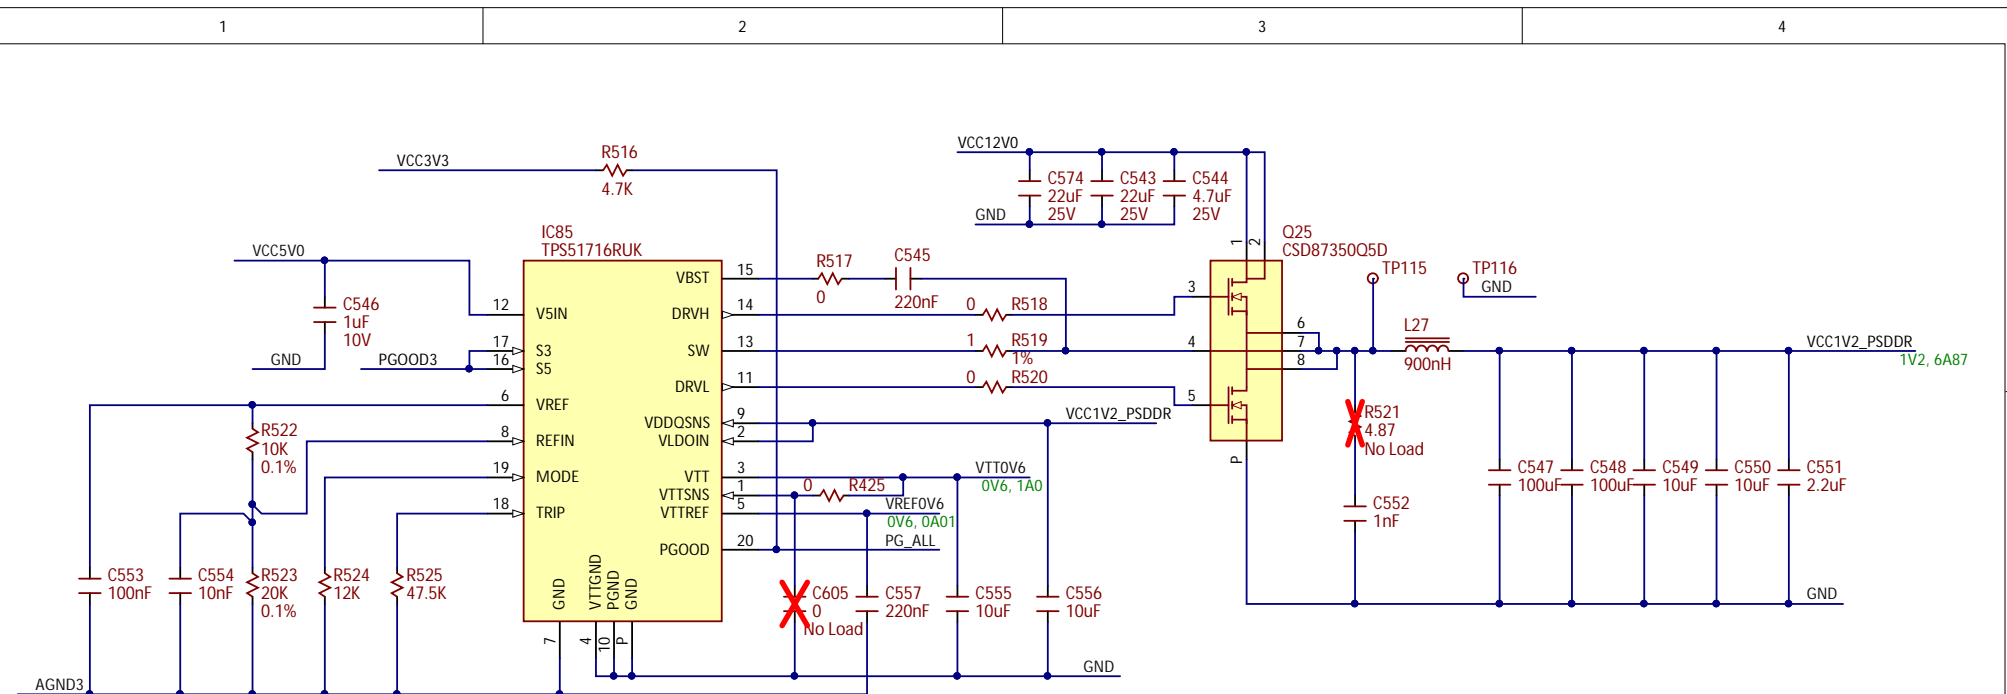 1
2
3
4
VCC3V3
R516
4.7K
VCC12V0
C574
22uF
25V
C543
22uF
25V
C544
4.7uF
25V
GND
IC85
TPS51716RUK
VCC5V0
C546
1uF
10V
GND
PGOOD3
12
V5IN
17
S3
16
S5
6
VREF
8
REFIN
19
MODE
18
TRIP
VBST
15
DRVH
14
SW
13
DRVL
11
VDDQSNS
9
VLDOIN
2
VTT
3
VTTSNS
1
VTTREF
5
PGOOD
20
GND
7
VTTGND
4
PGND
10
GND
P
R517
0
C545
220nF
0
R518
1
R519
1%
0
R520
VCC1V2_PSDDR
VTT0V6
0V6, 1A0
0
R425
VREF0V6
0V6, 0A01
PG_ALL
Q25
CSD87350Q5D
1
2
3
4
5
6
7
8
P
TP115
TP116
GND
L27
900nH
VCC1V2_PSDDR
1V2, 6A87
R521
4.87
No Load
C552
1nF
C547
100uF
C548
100uF
C549
10uF
C550
10uF
C551
2.2uF
GND
R522
10K
0.1%
C553
100nF
C554
10nF
R523
20K
0.1%
R524
12K
R525
47.5K
C605
0
No Load
C557
220nF
C555
10uF
C556
10uF
GND
AGND3